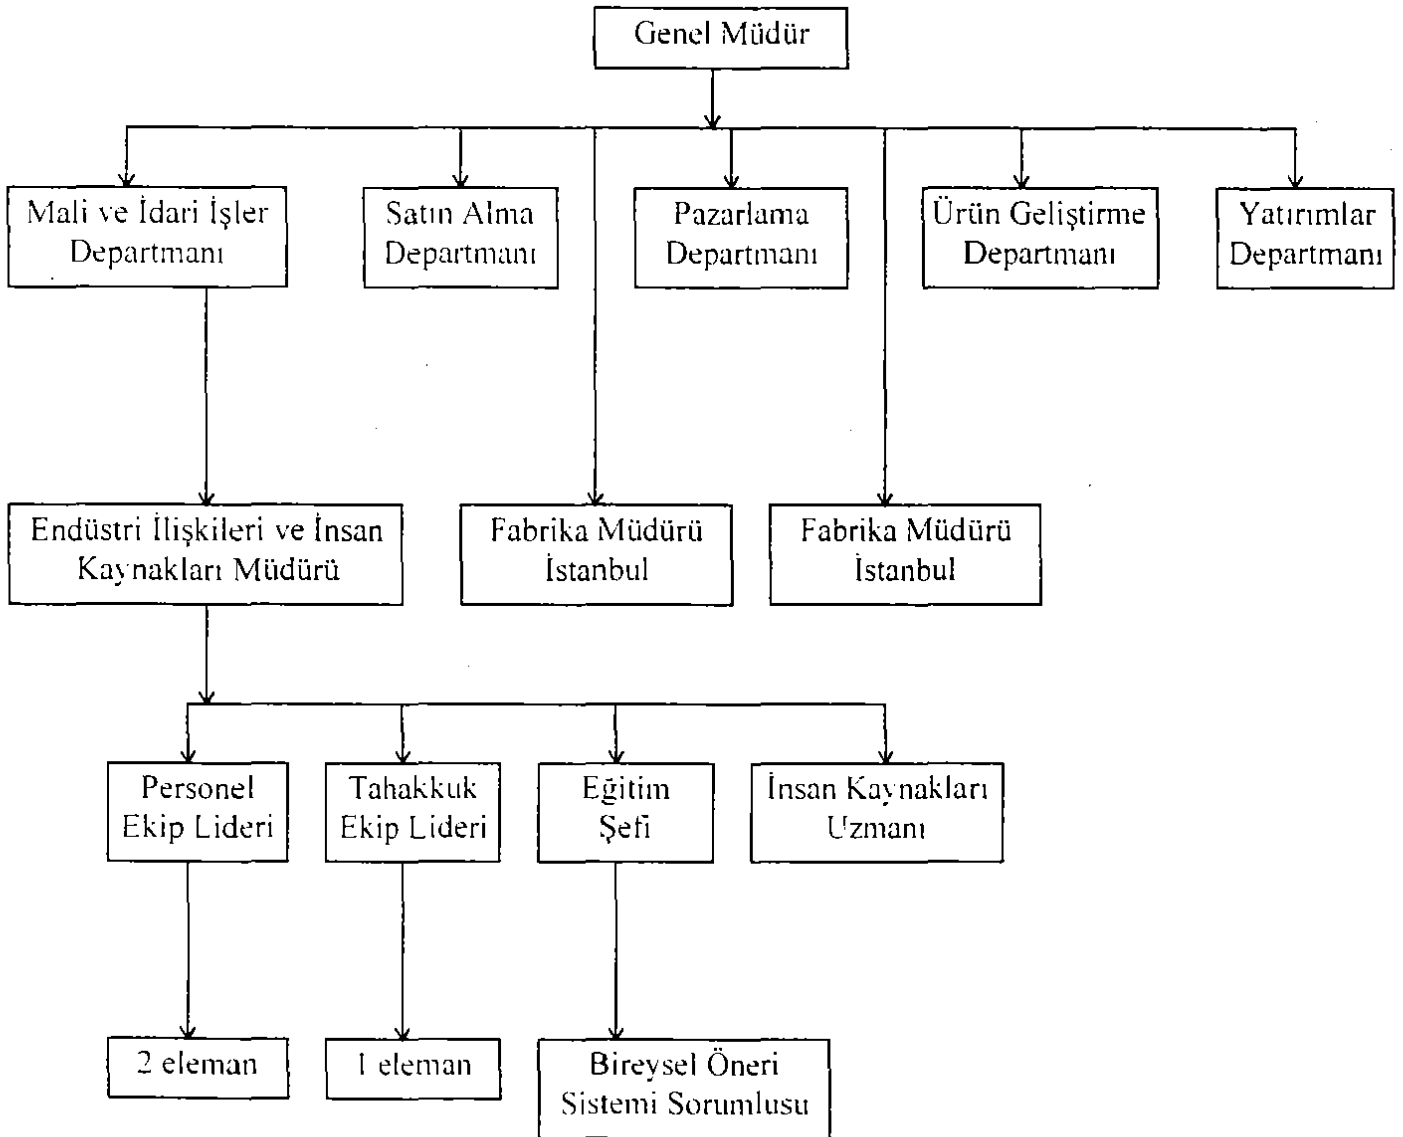 Genel Müdür
Mali ve İdari İşler
Departmanı
Satın Alma
Departmanı
Pazarlama
Departmanı
Ürün Geliştirme
Departmanı
Yatırımlar
Departmanı
Endüstri İlişkileri ve İnsan
Kaynakları Müdürü
Fabrika Müdürü
İstanbul
Fabrika Müdürü
İstanbul
Personel
Ekip Lideri
Tahakkuk
Ekip Lideri
Eğitim
Şefi
İnsan Kaynakları
Uzmanı
2 eleman
1 eleman
Bireysel Öneri
Sistemi Sorumlusu